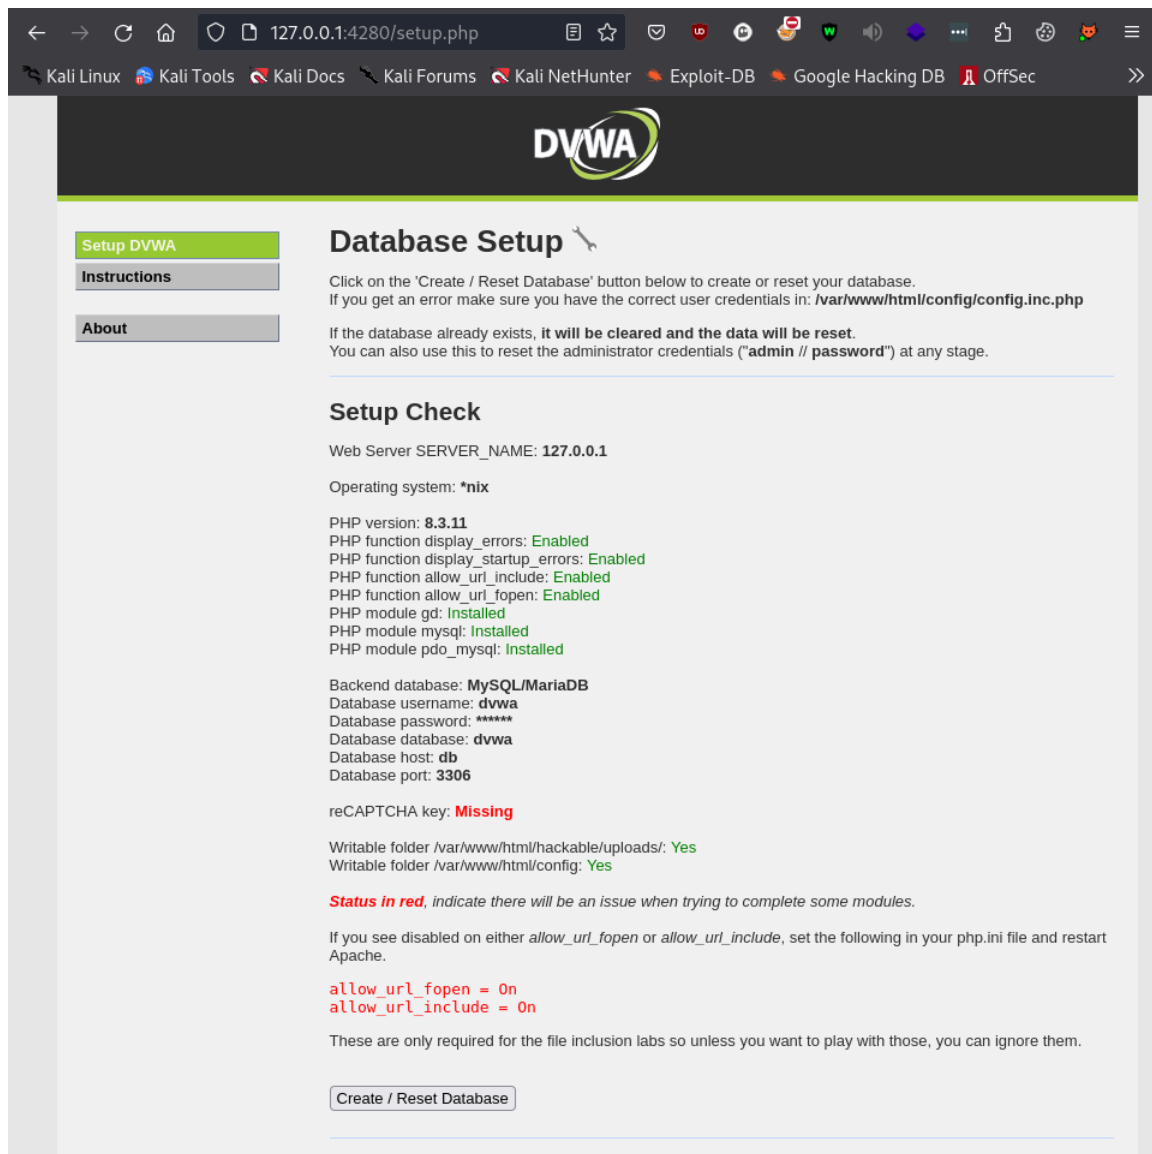 127.0.0.1:4280/setup.php
Kali Linux Kali Tools Kali Docs Kali Forums Kali NetHunter Exploit-DB Google Hacking DB OffSec
DVWA
Setup DVWA
Instructions
About
Database Setup
Click on the 'Create / Reset Database' button below to create or reset your database.
If you get an error make sure you have the correct user credentials in: /var/www/html/config/config.inc.php
If the database already exists, it will be cleared and the data will be reset.
You can also use this to reset the administrator credentials ("admin // password") at any stage.
Setup Check
Web Server SERVER_NAME: 127.0.0.1
Operating system: *nix
PHP version: 8.3.11
PHP function display_errors: Enabled
PHP function display_startup_errors: Enabled
PHP function allow_url_include: Enabled
PHP function allow_url_fopen: Enabled
PHP module gd: Installed
PHP module mysql: Installed
PHP module pdo_mysql: Installed
Backend database: MySQL/MariaDB
Database username: dvwa
Database password: ******
Database database: dvwa
Database host: db
Database port: 3306
reCAPTCHA key: Missing
Writable folder /var/www/html/hackable/uploads/: Yes
Writable folder /var/www/html/config: Yes
Status in red, indicate there will be an issue when trying to complete some modules.
If you see disabled on either allow_url_fopen or allow_url_include, set the following in your php.ini file and restart
Apache.
allow_url_fopen = On
allow_url_include = On
These are only required for the file inclusion labs so unless you want to play with those, you can ignore them.
Create / Reset Database